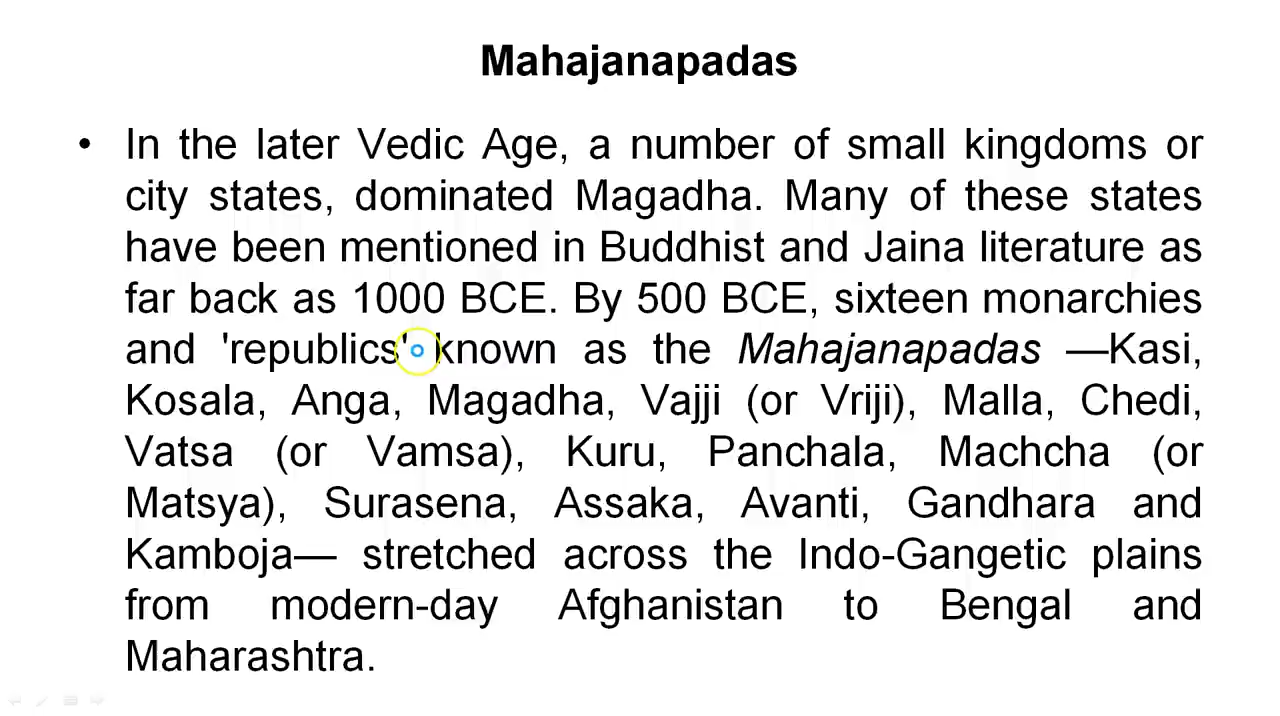 Mahajanapadas
• In the later Vedic Age, a number of small kingdoms or
city states, dominated Magadha. Many of these states
have been mentioned in Buddhist and Jaina literature as
far back as 1000 BCE. By 500 BCE, sixteen monarchies
and 'republics' known as the Mahajanapadas —Kasi,
Kosala, Anga, Magadha, Vajji (or Vriji), Malla, Chedi,
Vatsa (or Vamsa), Kuru, Panchala, Machcha (or
Matsya), Surasena, Assaka, Avanti, Gandhara and
Kamboja— stretched across the Indo-Gangetic plains
from modern-day Afghanistan to Bengal and
Maharashtra.